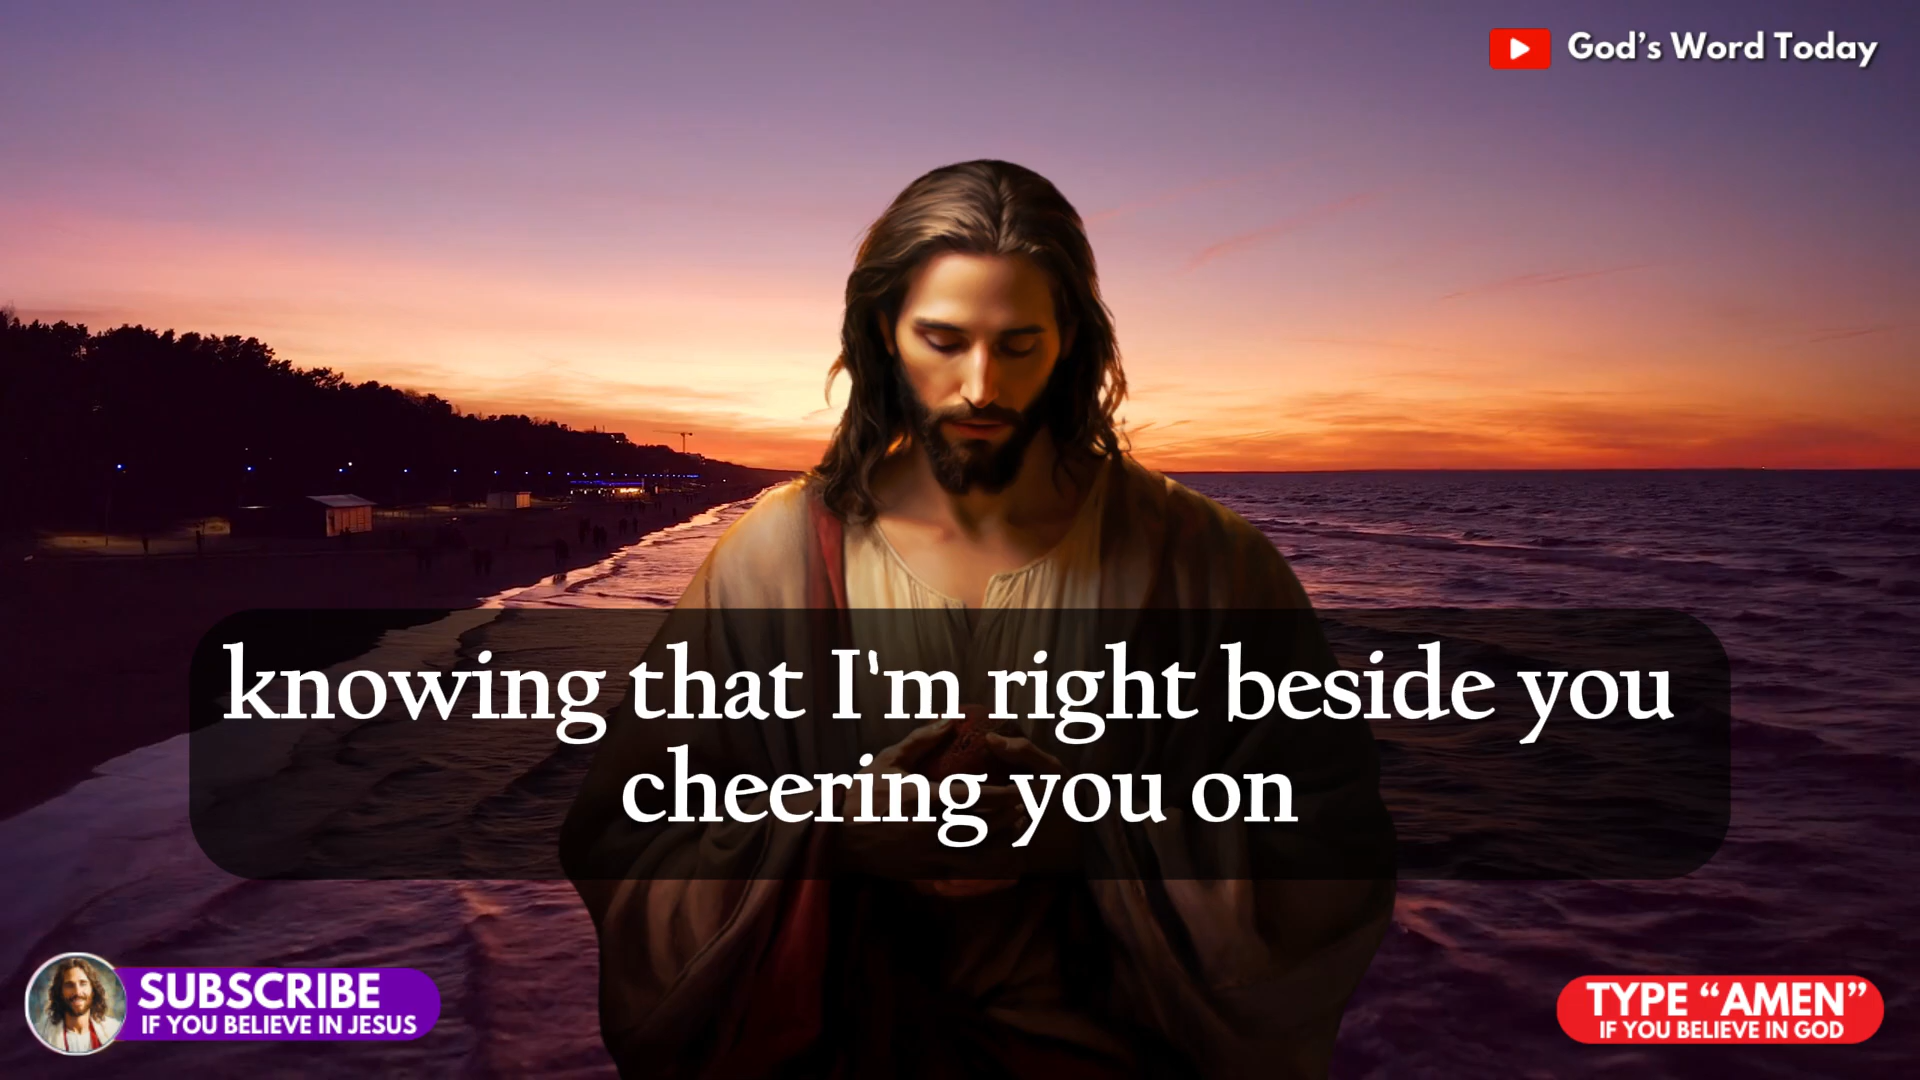 God’s Word Today
knowing that I'm right beside you
cheering you on
SUBSCRIBE
IF YOU BELIEVE IN JESUS
TYPE “AMEN”
IF YOU BELIEVE IN GOD